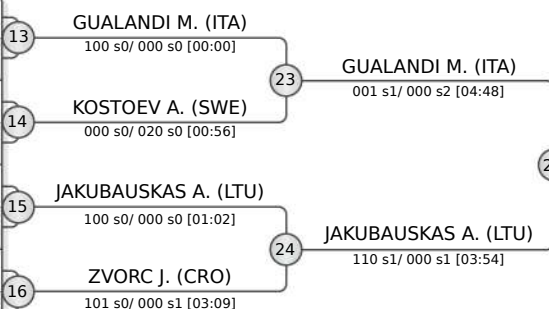 GUALANDI M. (ITA)
13
100 s0/ 000 s0 [00:00]
23
GUALANDI M. (ITA)
001 s1/ 000 s2 [04:48]
KOSTOEV A. (SWE)
14
000 s0/ 020 s0 [00:56]
JAKUBAUSKAS A. (LTU)
15
100 s0/ 000 s0 [01:02]
24
JAKUBAUSKAS A. (LTU)
110 s1/ 000 s1 [03:54]
ZVORC J. (CRO)
16
101 s0/ 000 s1 [03:09]